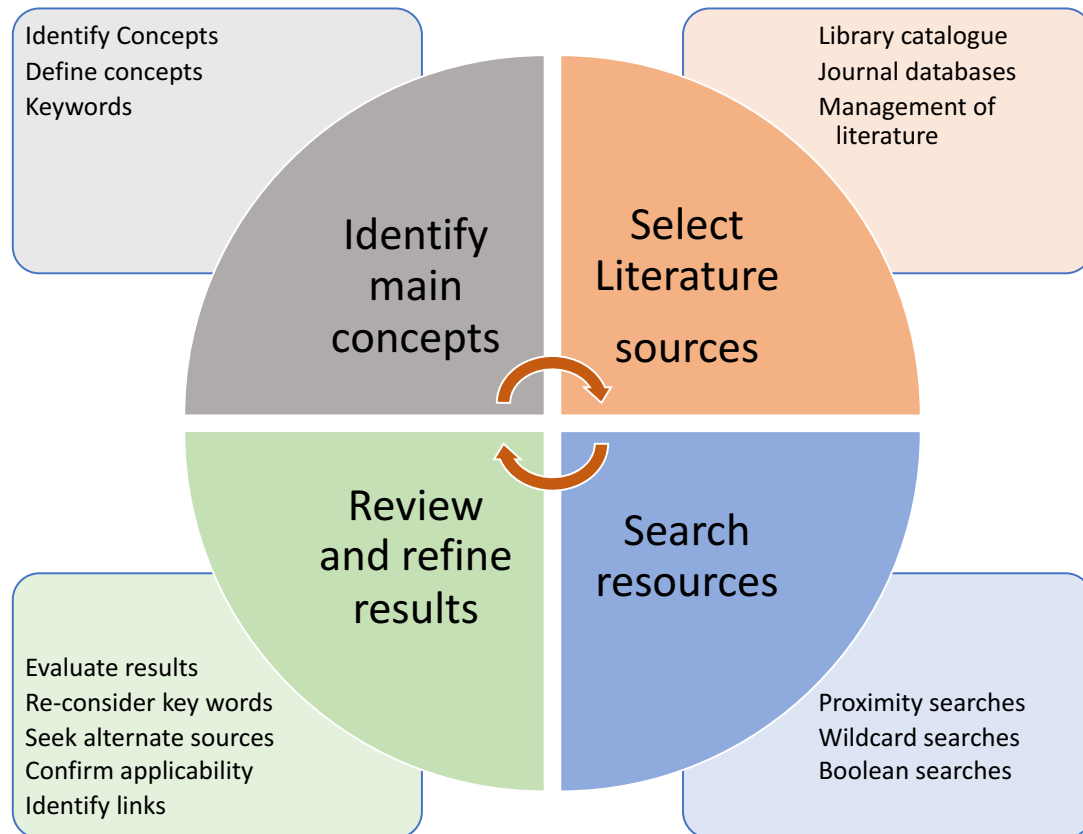 Identify Concepts
Define concepts
Keywords
Library catalogue
Journal databases
Management of
literature
Identify
main
concepts
Select
Literature
sources
Review
and refine
results
Search
resources
Evaluate results
Re-consider key words
Seek alternate sources
Confirm applicability
Identify links
Proximity searches
Wildcard searches
Boolean searches